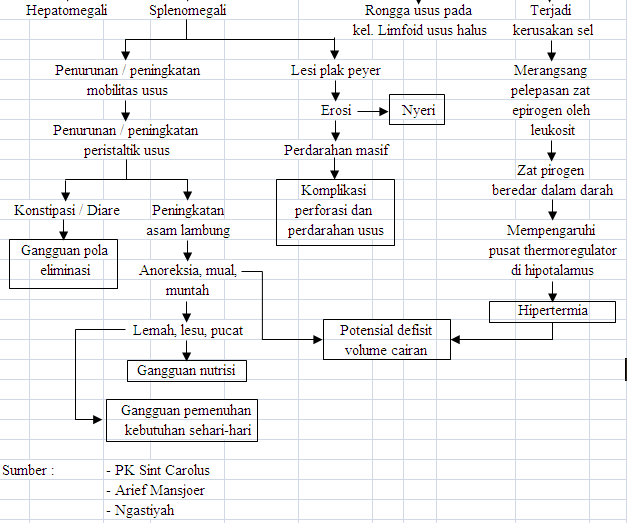 Hepatomegali
Splenomegali
Rongga usus pada
kel. Limfoid usus halus
Terjadi
kerusakan sel
Penurunan / peningkatan
mobilitas usus
Lesi plak peyer
Merangsang
pelepasan zat
epirogen oleh
leukosit
Erosi
Nyeri
Penurunan / peningkatan
peristaltik usus
Perdarahan masif
Zat pirogen
beredar dalam darah
Komplikasi
perforasi dan
perdarahan usus
Konstipasi / Diare
Peningkatan
asam lambung
Mempengaruhi
pusat thermoregulator
di hipotalamus
Gangguan pola
eliminasi
Anoreksia, mual,
muntah
Hipertermia
Lemah, lesu, pucat
Potensial defisit
volume cairan
Gangguan nutrisi
Gangguan pemenuhan
kebutuhan sehari-hari
Sumber :
- PK Sint Carolus
- Arief Mansjoer
- Ngastiyah